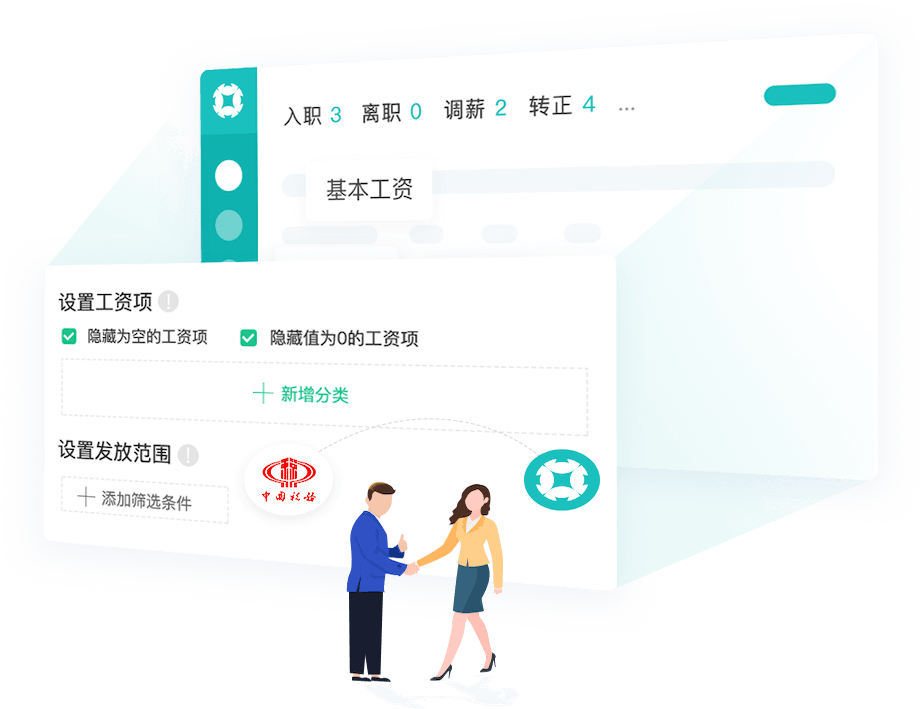 入职 3 离职 0 调薪 2 转正 4 ...
基本工资
设置工资项 !
隐藏为空的工资项 隐藏值为0的工资项
新增分类
设置发放范围 !
添加筛选条件
中国税务